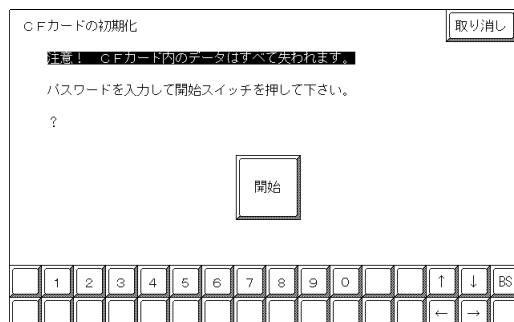 CFカードの初期化
取り消し
注意！　CFカード内のデータはすべて失われます。
パスワードを入力して開始スイッチを押して下さい。
?
開始
1 2 3 4 5 6 7 8 9 0 ↑ ↓ BS
← →